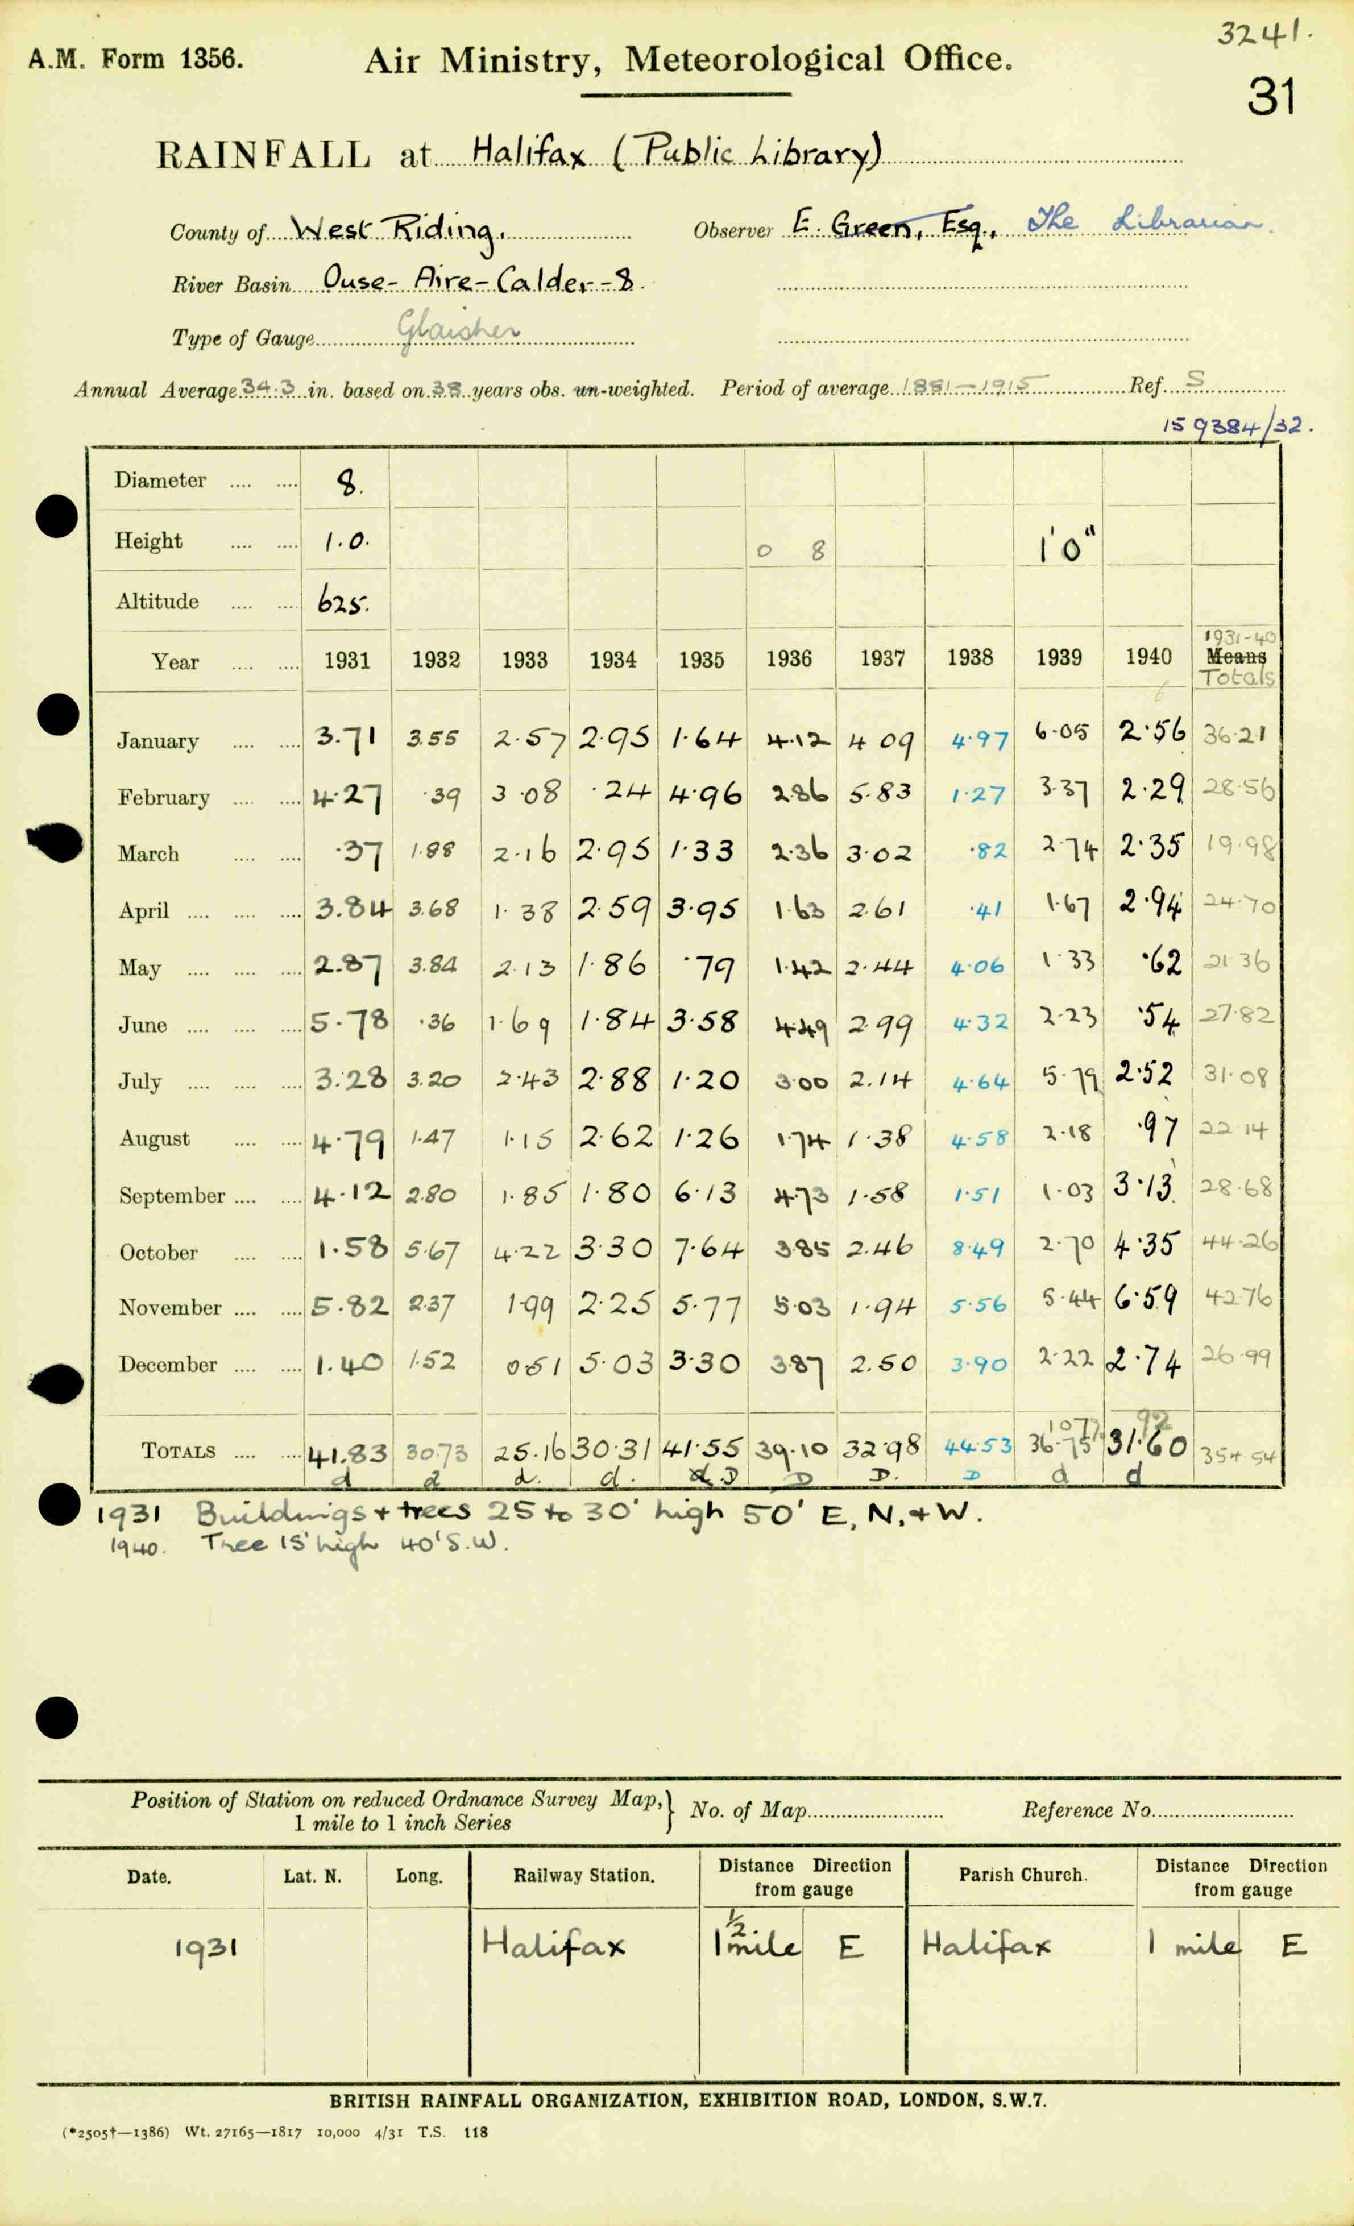 3241.
A.M. Form 1356. Air Ministry, Meteorological Office.
31
RAINFALL at Halifax (Public Library)
County of West Riding. Observer E. Green, Esq., The Librarian.
River Basin Ouse- Aire- Calder - 8.
Type of Gauge Glaisher
Annual Average 34.3 in. based on 38 years obs. un-weighted. Period of average 1881-1915 Ref. S
159384/32.
Diameter 8.
Height 1.0. 0 8 1'0"
Altitude 625.
1931-40
Year 1931 1932 1933 1934 1935 1936 1937 1938 1939 1940 Means
Totals
January 3.71 3.55 2.57 2.95 1.64 4.12 4 09 4.97 6.05 2.56 36.21
February 4.27 .39 3.08 .24 4.96 2.86 5.83 1.27 3.37 2.29 28.56
March .37 1.88 2.16 2.95 1.33 2.36 3.02 .82 2.74 2.35 19.98
April 3.84 3.68 1.38 2.59 3.95 1.63 2.61 .41 1.67 2.94 24.70
May 2.87 3.84 2.13 1.86 .79 1.42 2.44 4.06 1.33 .62 21 36
June 5.78 .36 1.69 1.84 3.58 4.49 2.99 4.32 2.23 .54 27.82
July 3.28 3.20 2.43 2.88 1.20 3.00 2.14 4.64 5.79 2.52 31.08
August 4.79 1.47 1.15 2.62 1.26 1.74 1.38 4.58 2.18 .97 22 14
September 4.12 2.80 1.85 1.80 6.13 4.73 1.58 1.51 1.03 3.13 28.68
October 1.58 5.67 4.22 3.30 7.64 3.85 2.46 8.49 2.70 4.35 44.26
November 5.82 2.37 1.99 2.25 5.77 5.03 1.94 5.56 5.44 6.59 42.76
December 1.40 1.52 0.51 5.03 3.30 3.87 2.50 3.90 2.22 2.74 26.99
TOTALS 41.83 30.73 25.16 30.31 41.55 39.10 32.98 44.53 36.75 31.60 354 54
d d d. d. d. D D D. D d d
1931 Buildings + trees 25 to 30' high 50' E, N, + W.
1940. Tree 15' high 40' S.W.
Position of Station on reduced Ordnance Survey Map,} No. of Map Reference No.
1 mile to 1 inch Series
Date. Lat. N. Long. Railway Station. Distance Direction from gauge Parish Church. Distance Direction from gauge
1931 Halifax 1 1/2 mile E Halifax 1 mile E
BRITISH RAINFALL ORGANIZATION, EXHIBITION ROAD, LONDON, S.W.7.
(*2505†—1386) Wt. 27165—1817 10,000 4/31 T.S. 118